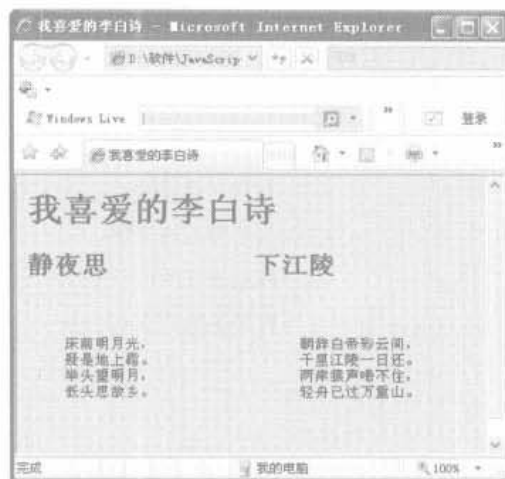 我喜爱的李白诗 - Microsoft Internet Explorer
D:\软件\JavaScrip
Windows Live
»
登录
我喜爱的李白诗
»
我喜爱的李白诗
静夜思 下江陵
床前明月光， 朝辞白帝彩云间，
疑是地上霜。 千里江陵一日还。
举头望明月， 两岸猿声啼不住，
低头思故乡。 轻舟已过万重山。
完成 我的电脑 100%